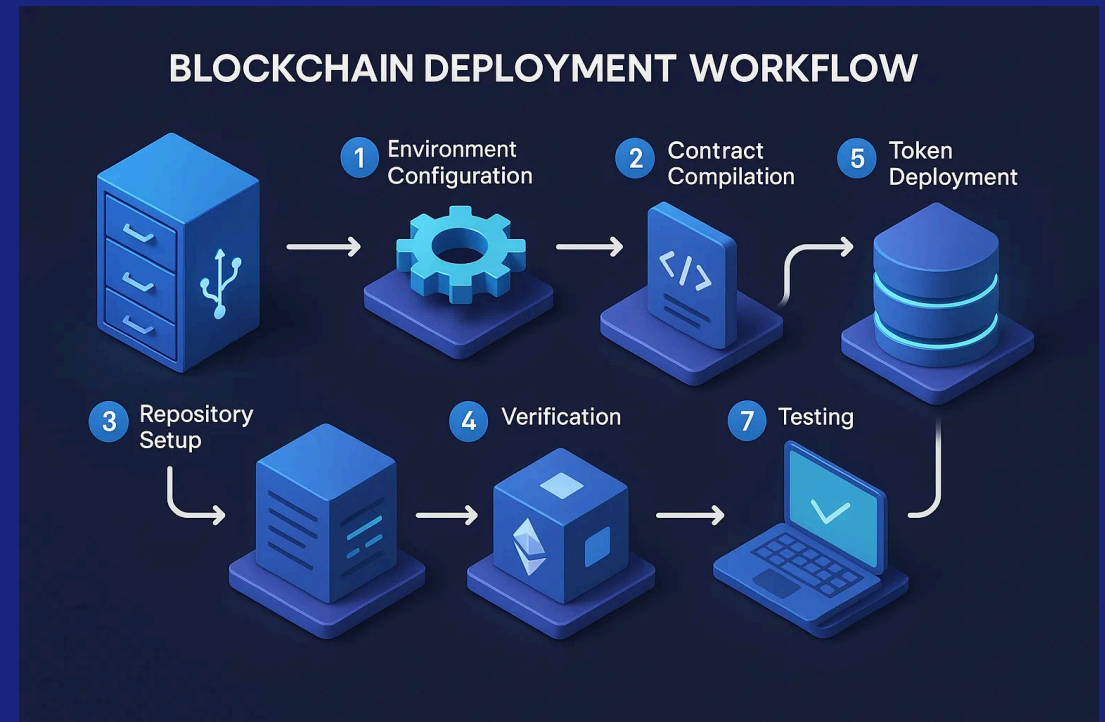 BLOCKCHAIN DEPLOYMENT WORKFLOW
1
Environment
Configuration
2
Contract
Compilation
5
Token
Deployment
</>
3
Repository
Setup
4
Verification
7
Testing